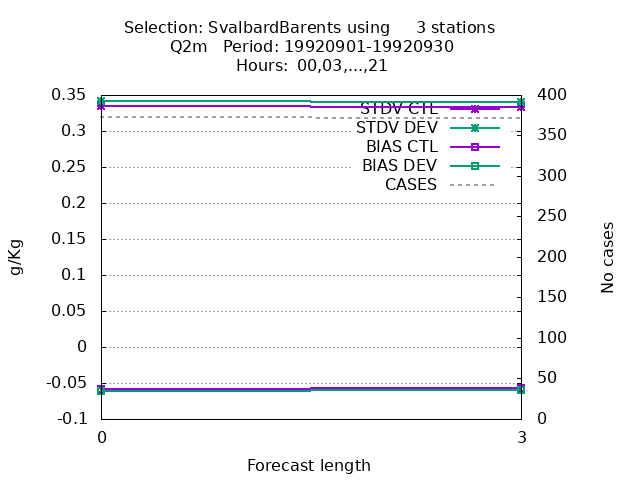 Selection: SvalbardBarents using     3 stations
Q2m   Period: 19920901-19920930
Hours:  00,03,...,21
0.35
0.3
0.25
0.2
0.15
0.1
0.05
0
-0.05
-0.1
400
350
300
250
200
150
100
50
0
STDV CTL
STDV DEV
BIAS CTL
BIAS DEV
CASES
g/Kg
No cases
0
3
Forecast length